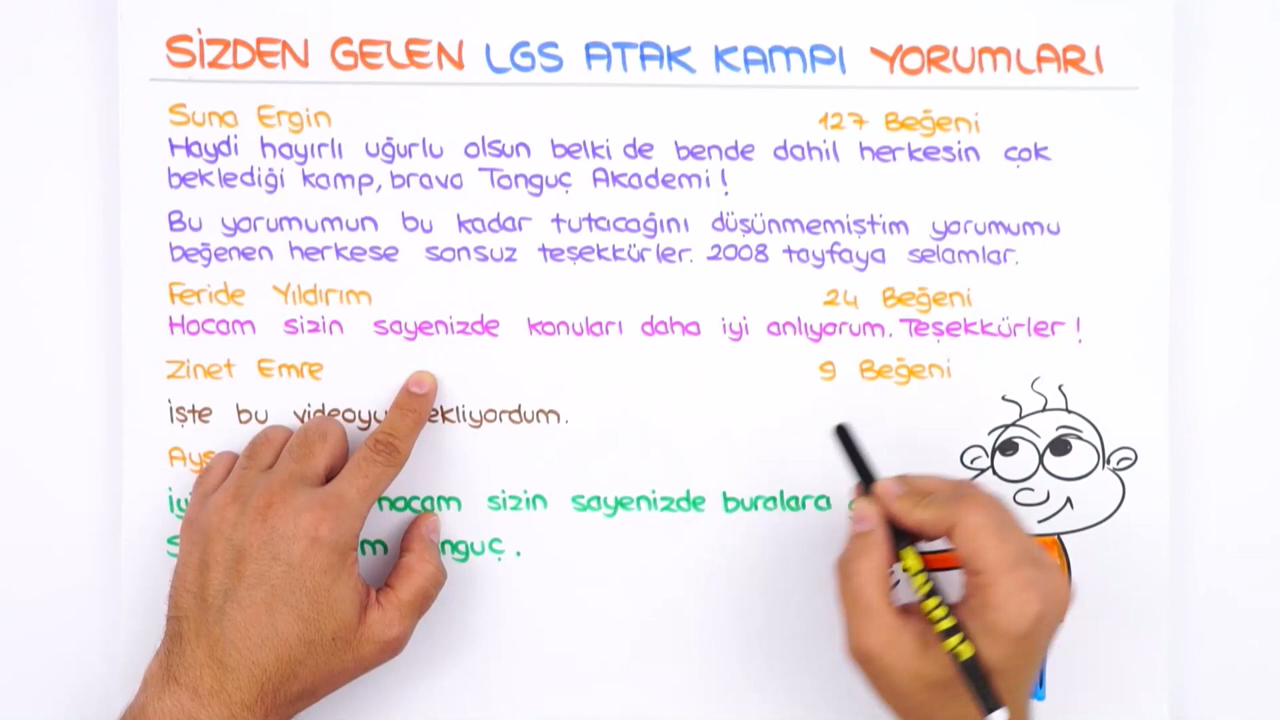 SİZDEN GELEN LGS ATAK KAMPI YORUMLARI
Suna Ergin 127 Beğeni
Haydi hayırlı uğurlu olsun belki de bende dahil herkesin çok
beklediği kamp, bravo Tonguç Akademi!
Bu yorumumun bu kadar tutacağını düşünmemiştim yorumumu
beğenen herkese sonsuz teşekkürler. 2008 tayfaya selamlar.
Feride Yıldırım 24 Beğeni
Hocam sizin sayenizde konuları daha iyi anlıyorum. Teşekkürler!
Zinet Emre 9 Beğeni
İşte bu
hocam sizin sayenizde buralara